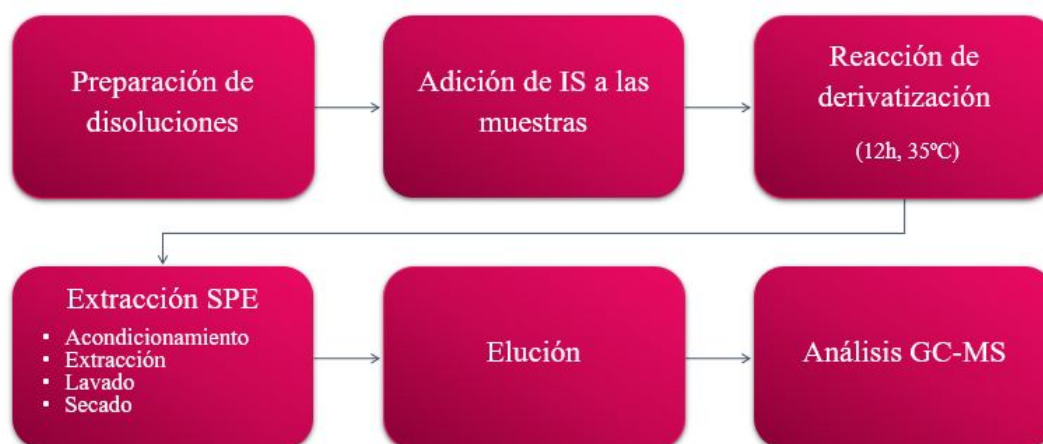 Preparación de
disoluciones
Adición de IS a las
muestras
Reacción de
derivatización
(12h, 35ºC)
Extracción SPE
▪ Acondicionamiento
▪ Extracción
▪ Lavado
▪ Secado
Elución
Análisis GC-MS